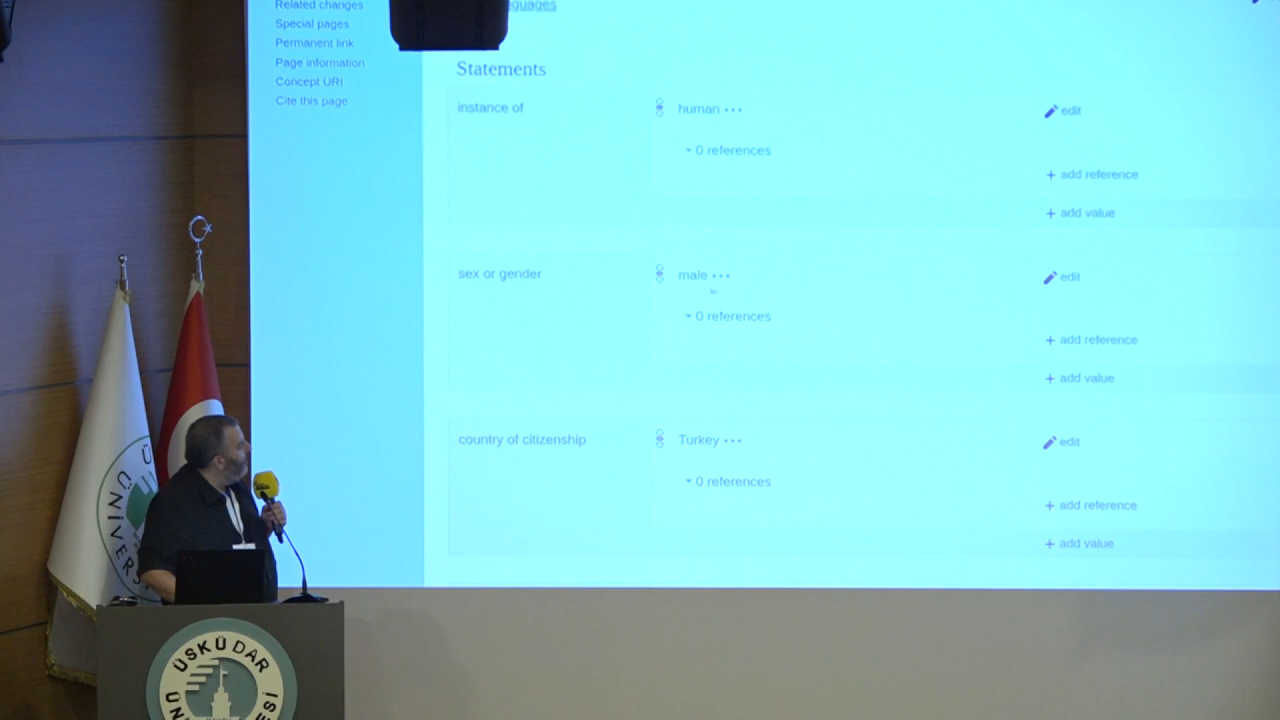 Related changes
Special pages
Permanent link
Page information
Concept URI
Cite this page
Statements
instance of
human
edit
0 references
+ add reference
+ add value
sex or gender
male
edit
0 references
+ add reference
+ add value
country of citizenship
Turkey
edit
0 references
+ add reference
+ add value
Ü
ÜNİVERS
ÜSKÜDAR